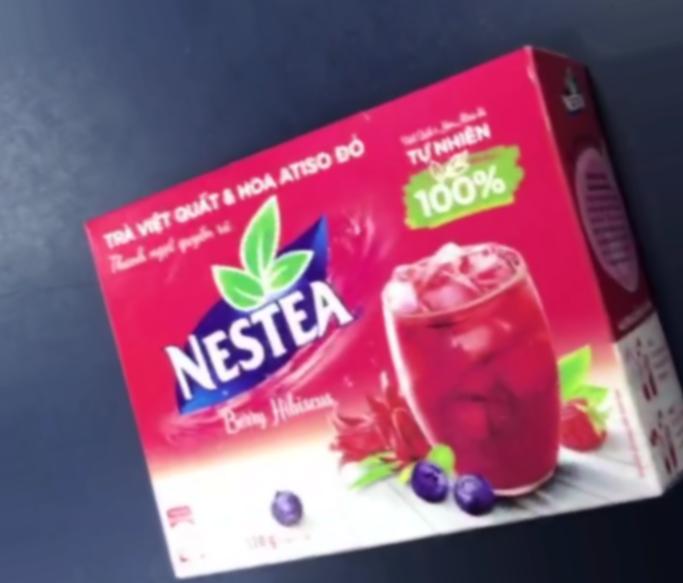 TRÀ VIỆT QUẤT & HOA ATISO ĐỎ
Thanh ngọt quyến rũ
TỰ NHIÊN
100%
NESTEA
Berry Hibiscus